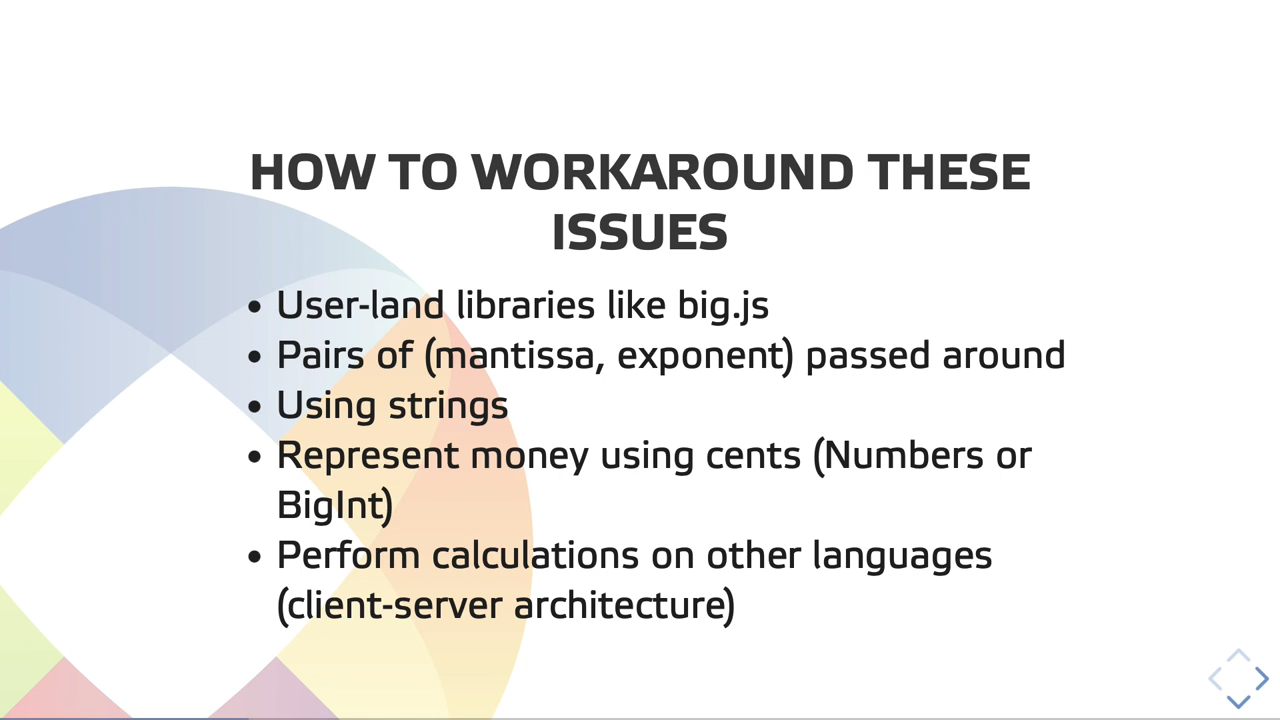 HOW TO WORKAROUND THESE
ISSUES
• User-land libraries like big.js
• Pairs of (mantissa, exponent) passed around
• Using strings
• Represent money using cents (Numbers or
BigInt)
• Perform calculations on other languages
(client-server architecture)